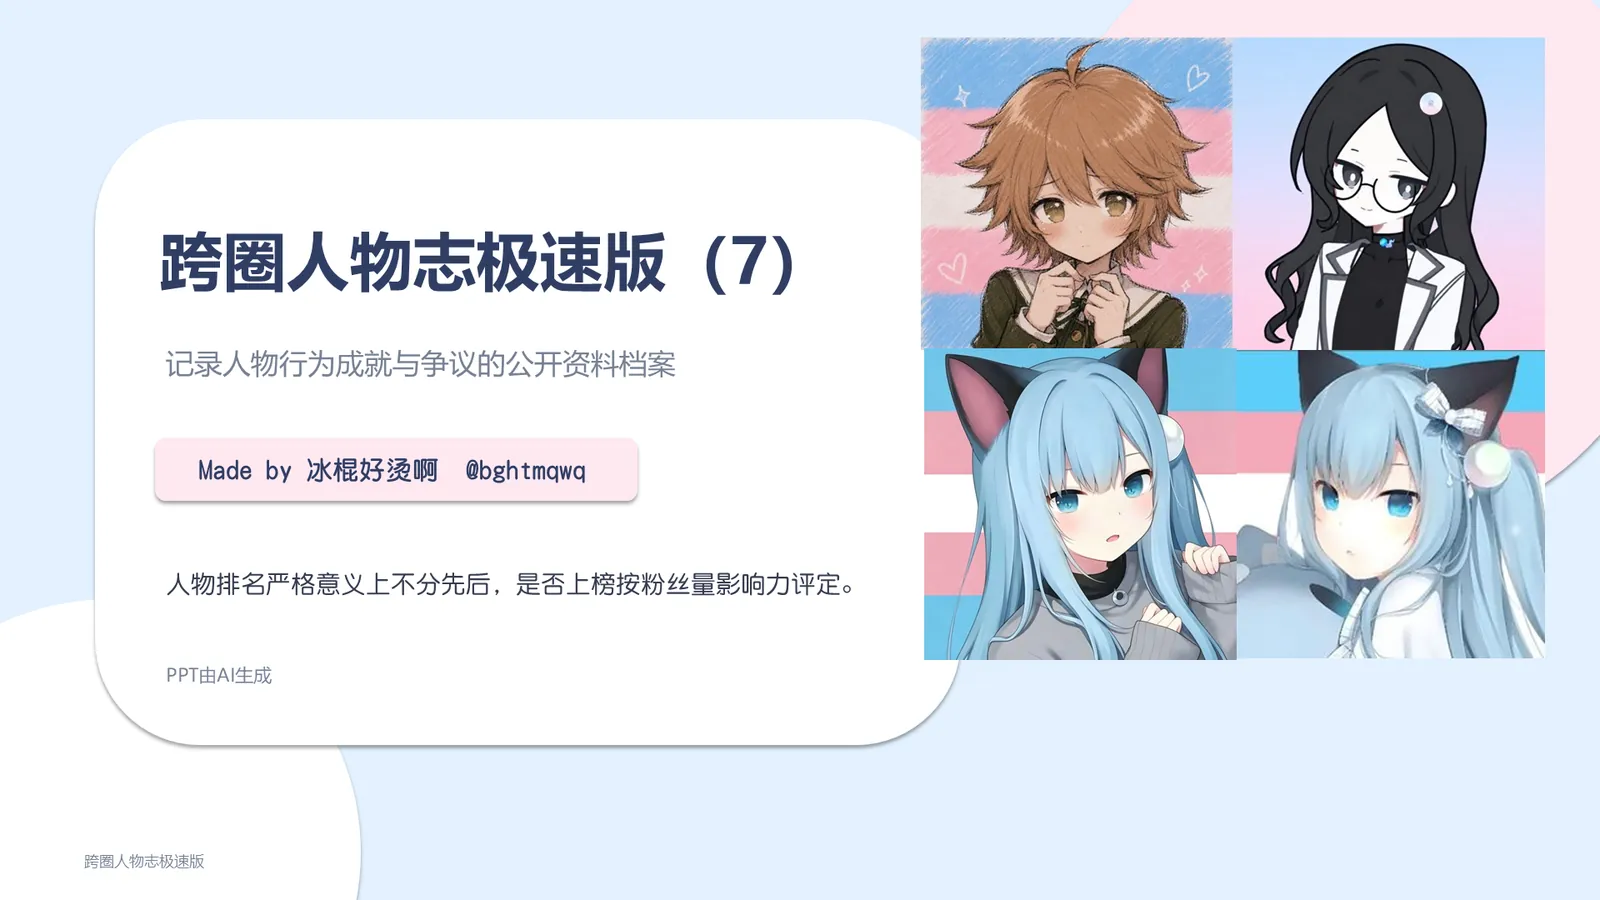 跨圈人物志极速版（7）
记录人物行为成就与争议的公开资料档案
Made by 冰棍好烫啊 @bghtmqwq
人物排名严格意义上不分先后，是否上榜按粉丝量影响力评定。
PPT由AI生成
跨圈人物志极速版